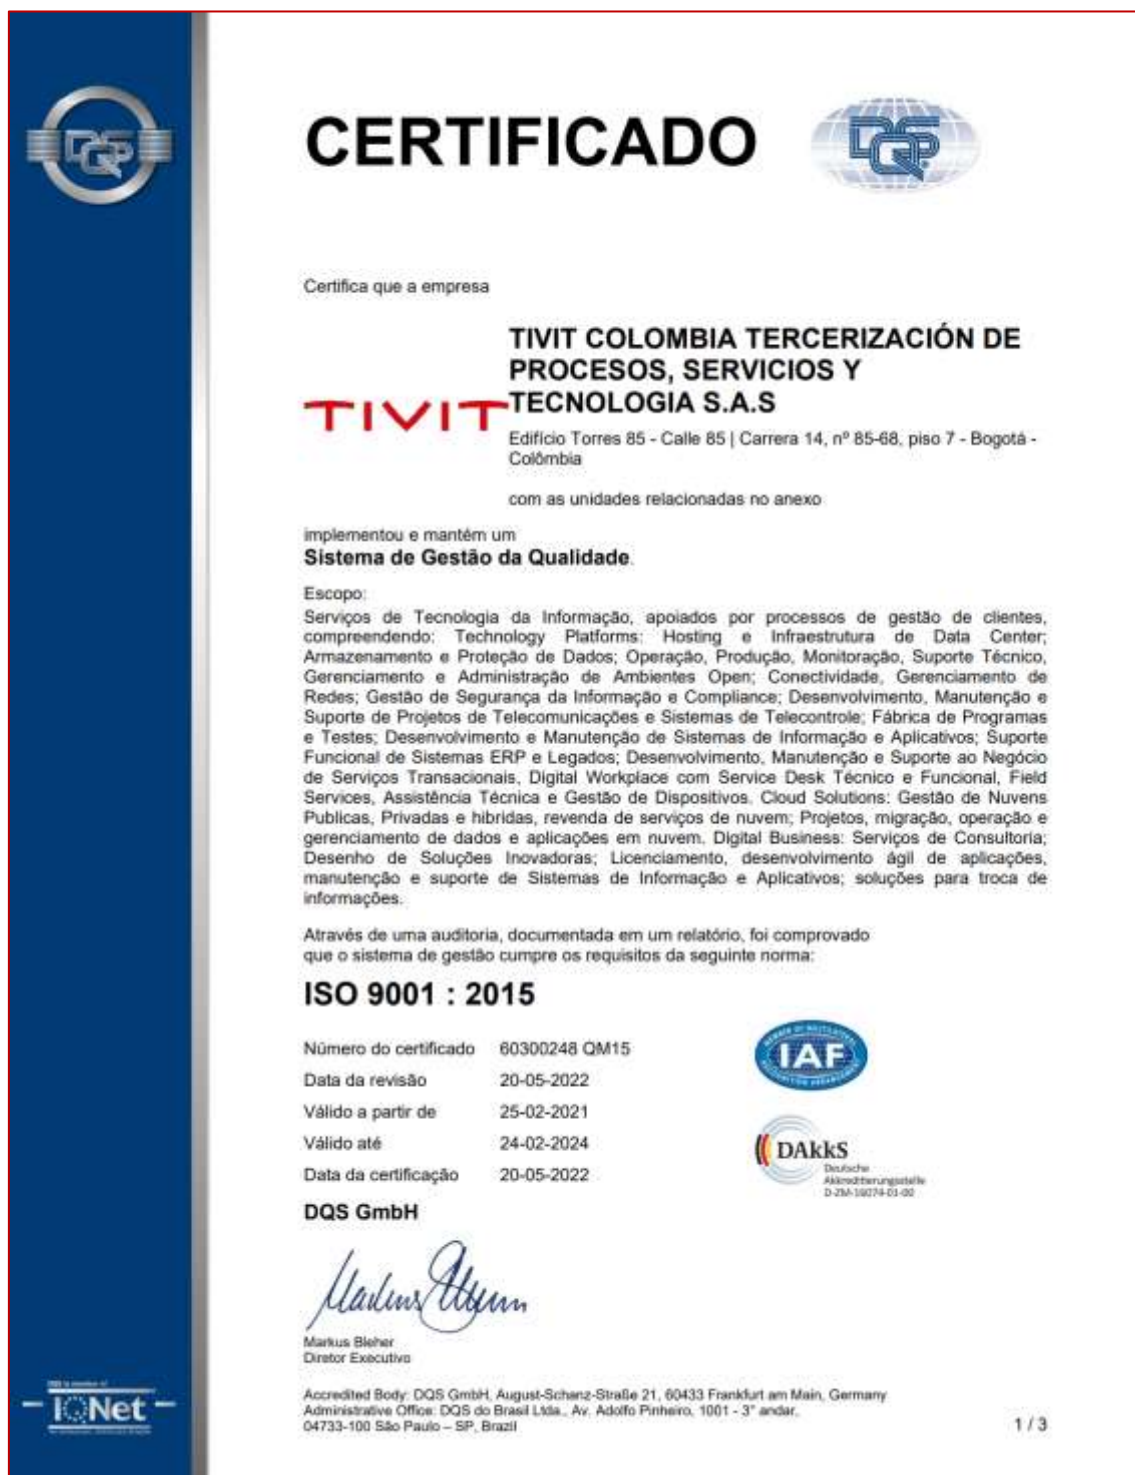 DQS
CERTIFICADO
DQS
Certifica que a empresa
TIVIT
TIVIT COLOMBIA TERCERIZACIÓN DE
PROCESOS, SERVICIOS Y
TECNOLOGIA S.A.S
Edifício Torres 85 - Calle 85 | Carrera 14, nº 85-68, piso 7 - Bogotá -
Colômbia
com as unidades relacionadas no anexo
implementou e mantém um
Sistema de Gestão da Qualidade.
Escopo:
Serviços de Tecnologia da Informação, apoiados por processos de gestão de clientes,
compreendendo: Technology Platforms: Hosting e Infraestrutura de Data Center;
Armazenamento e Proteção de Dados; Operação, Produção, Monitoração, Suporte Técnico,
Gerenciamento e Administração de Ambientes Open; Conectividade, Gerenciamento de
Redes; Gestão de Segurança da Informação e Compliance; Desenvolvimento, Manutenção e
Suporte de Projetos de Telecomunicações e Sistemas de Telecontrole; Fábrica de Programas
e Testes; Desenvolvimento e Manutenção de Sistemas de Informação e Aplicativos; Suporte
Funcional de Sistemas ERP e Legados; Desenvolvimento, Manutenção e Suporte ao Negócio
de Serviços Transacionais, Digital Workplace com Service Desk Técnico e Funcional, Field
Services, Assistência Técnica e Gestão de Dispositivos. Cloud Solutions: Gestão de Nuvens
Publicas, Privadas e hibridas, revenda de serviços de nuvem; Projetos, migração, operação e
gerenciamento de dados e aplicações em nuvem. Digital Business: Serviços de Consultoria;
Desenho de Soluções Inovadoras; Licenciamento, desenvolvimento ágil de aplicações,
manutenção e suporte de Sistemas de Informação e Aplicativos; soluções para troca de
informações.
Através de uma auditoria, documentada em um relatório, foi comprovado
que o sistema de gestão cumpre os requisitos da seguinte norma:
ISO 9001 : 2015
Número do certificado 60300248 QM15
Data da revisão 20-05-2022
Válido a partir de 25-02-2021
Válido até 24-02-2024
Data da certificação 20-05-2022
IAF
DAkkS
Deutsche
Akkreditierungsstelle
D-ZM-16074-01-00
DQS GmbH
Markus Bleher
Diretor Executivo
IQNet
Accredited Body: DQS GmbH, August-Schanz-Straße 21, 60433 Frankfurt am Main, Germany
Administrative Office: DQS do Brasil Ltda., Av. Adolfo Pinheiro, 1001 - 3° andar,
04733-100 São Paulo – SP, Brazil
1 / 3